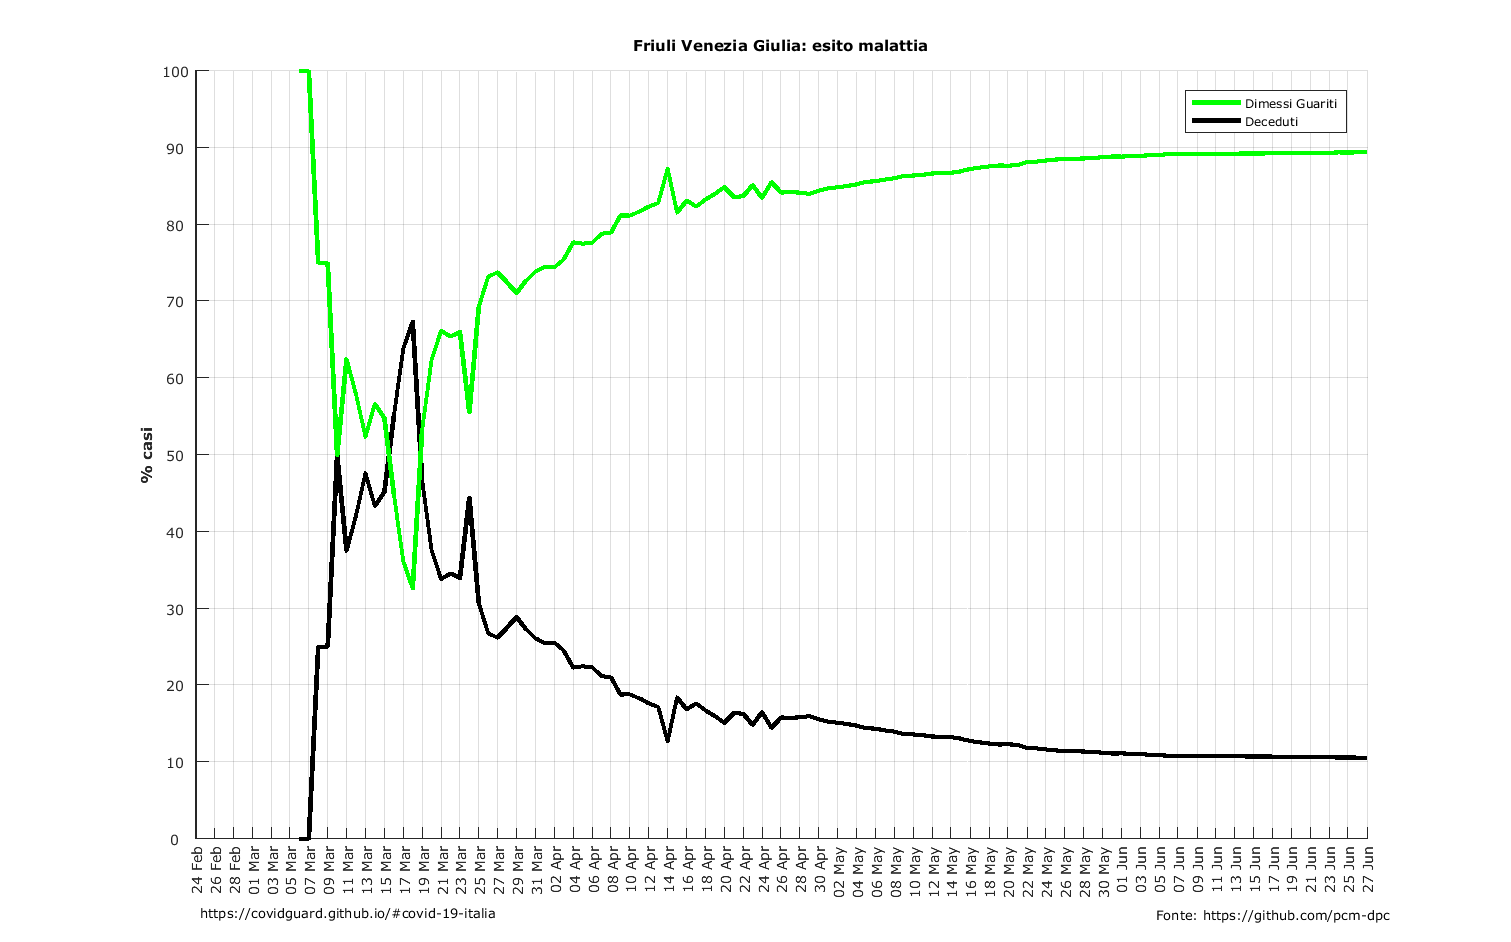 Friuli Venezia Giulia: esito malattia
Dimessi Guariti
Deceduti
% casi
100
90
80
70
60
50
40
30
20
10
0
24 Feb
26 Feb
28 Feb
01 Mar
03 Mar
05 Mar
07 Mar
09 Mar
11 Mar
13 Mar
15 Mar
17 Mar
19 Mar
21 Mar
23 Mar
25 Mar
27 Mar
29 Mar
31 Mar
02 Apr
04 Apr
06 Apr
08 Apr
10 Apr
12 Apr
14 Apr
16 Apr
18 Apr
20 Apr
22 Apr
24 Apr
26 Apr
28 Apr
30 Apr
02 May
04 May
06 May
08 May
10 May
12 May
14 May
16 May
18 May
20 May
22 May
24 May
26 May
28 May
30 May
01 Jun
03 Jun
05 Jun
07 Jun
09 Jun
11 Jun
13 Jun
15 Jun
17 Jun
19 Jun
21 Jun
23 Jun
25 Jun
27 Jun
https://covidguard.github.io/#covid-19-italia
Fonte: https://github.com/pcm-dpc